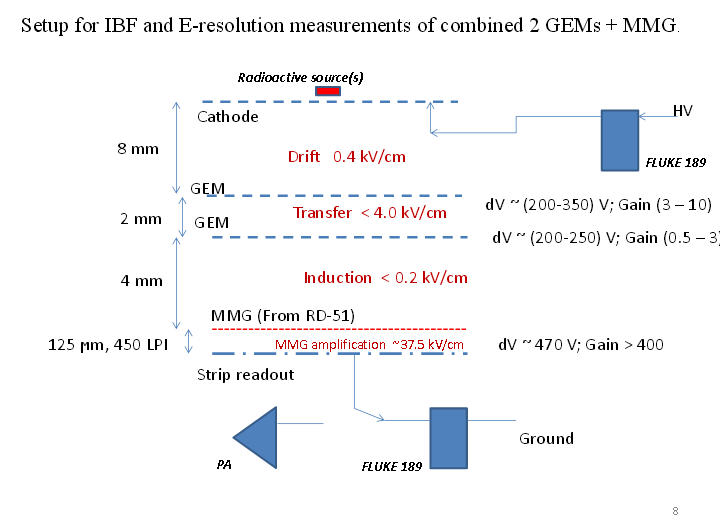 Setup for IBF and E-resolution measurements of combined 2 GEMs + MMG.
Radioactive source(s)
HV
Cathode
8 mm
Drift 0.4 kV/cm
FLUKE 189
GEM
dV ~ (200-350) V; Gain (3 – 10)
2 mm
Transfer < 4.0 kV/cm
GEM
dV ~ (200-250) V; Gain (0.5 – 3)
4 mm
Induction < 0.2 kV/cm
MMG (From RD-51)
125 μm, 450 LPI
MMG amplification ~37.5 kV/cm
dV ~ 470 V; Gain > 400
Strip readout
Ground
PA
FLUKE 189
8